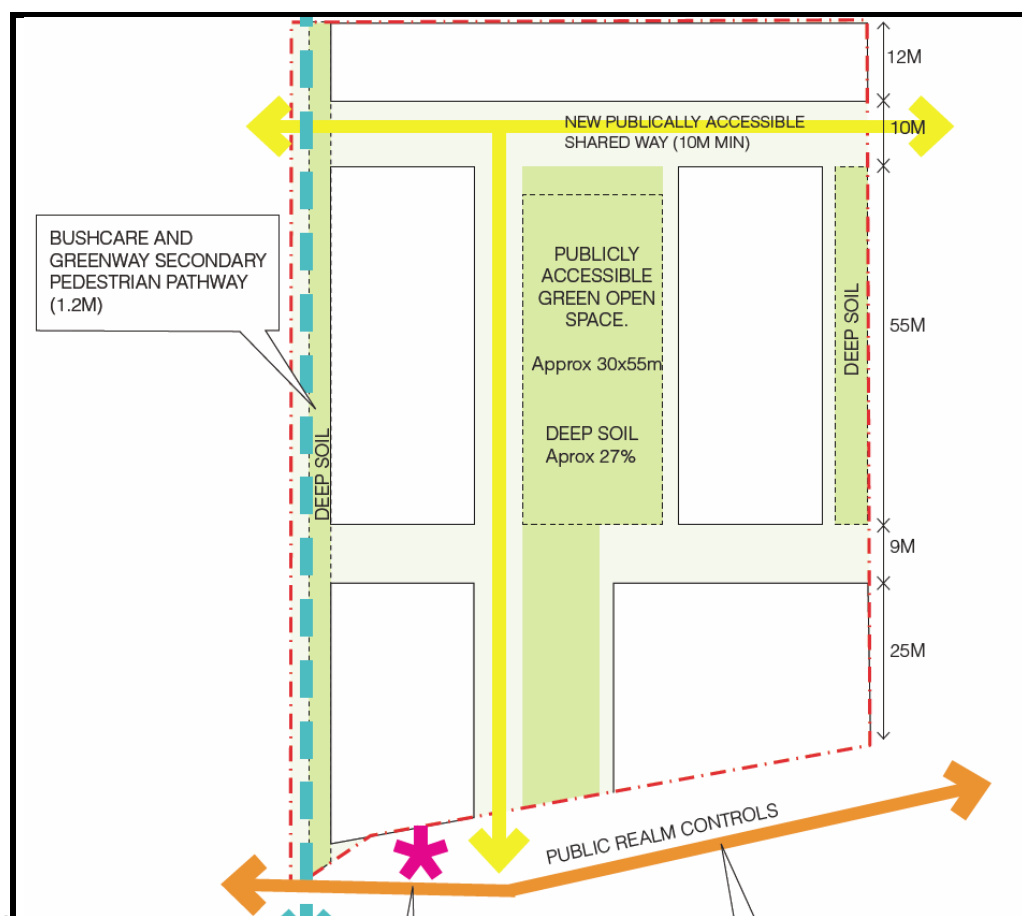 12M
NEW PUBLICALLY ACCESSIBLE
SHARED WAY (10M MIN)
10M
BUSHCARE AND
GREENWAY SECONDARY
PEDESTRIAN PATHWAY
(1.2M)
PUBLICLY
ACCESSIBLE
GREEN OPEN
SPACE.
Approx 30x55m
DEEP SOIL
Aprox 27%
DEEP SOIL
DEEP SOIL
55M
9M
25M
PUBLIC REALM CONTROLS